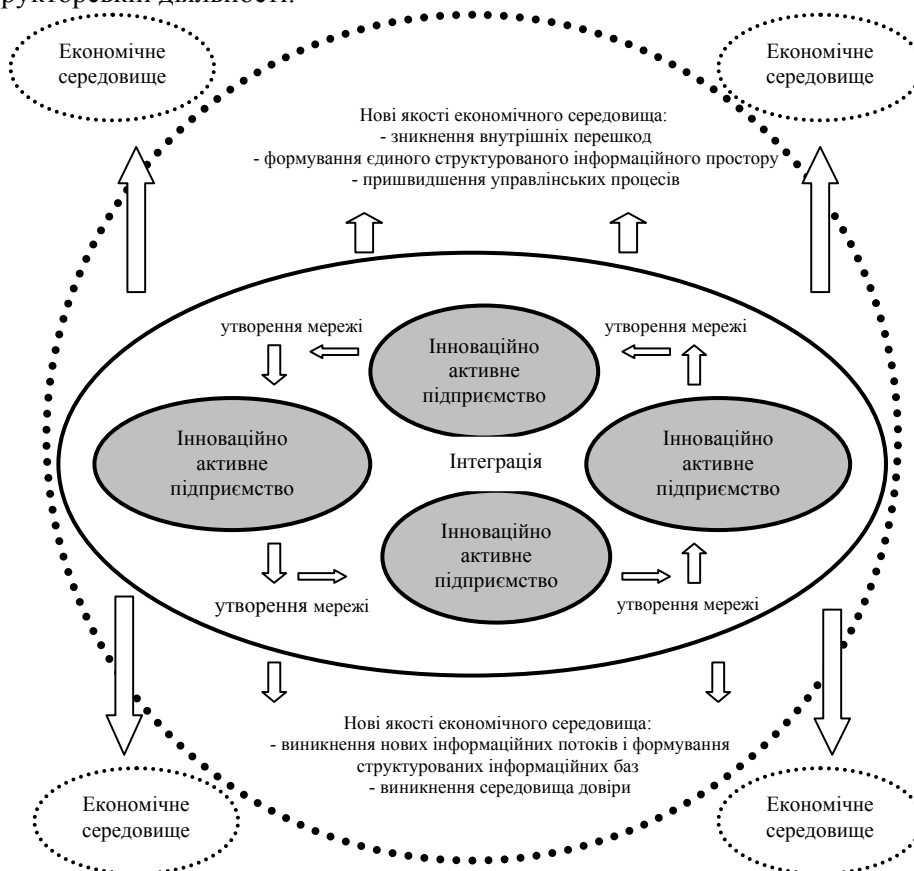 рукторській діяльності.
Економічне
середовище
Економічне
середовище
Нові якості економічного середовища:
- зникнення внутрішніх перешкод
- формування єдиного структурованого інформаційного простору
- пришвидшення управлінських процесів
утворення мережі
утворення мережі
Інноваційно
активне
підприємство
Інноваційно
активне
підприємство
Інтеграція
Інноваційно
активне
підприємство
Інноваційно
активне
підприємство
утворення мережі
утворення мережі
Нові якості економічного середовища:
- виникнення нових інформаційних потоків і формування
структурованих інформаційних баз
- виникнення середовища довіри
Економічне
середовище
Економічне
середовище